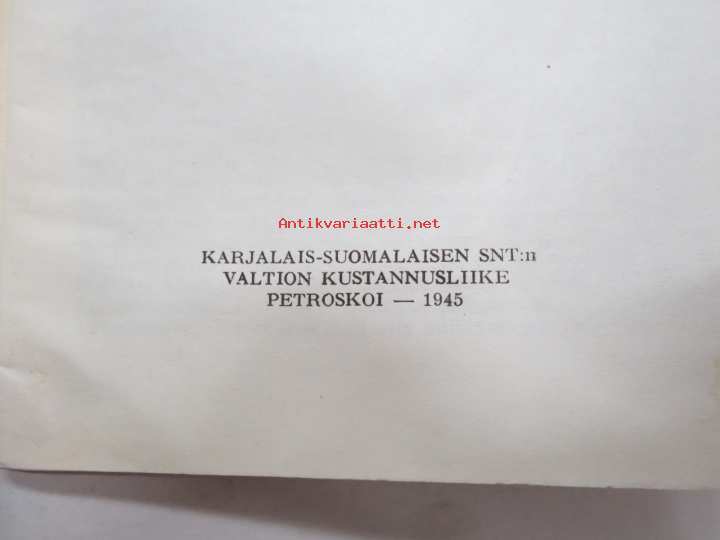 Antikvariaatti.net
KARJALAIS-SUOMALAISEN SNT:n
VALTION KUSTANNUSLIIKE
PETROSKOI — 1945